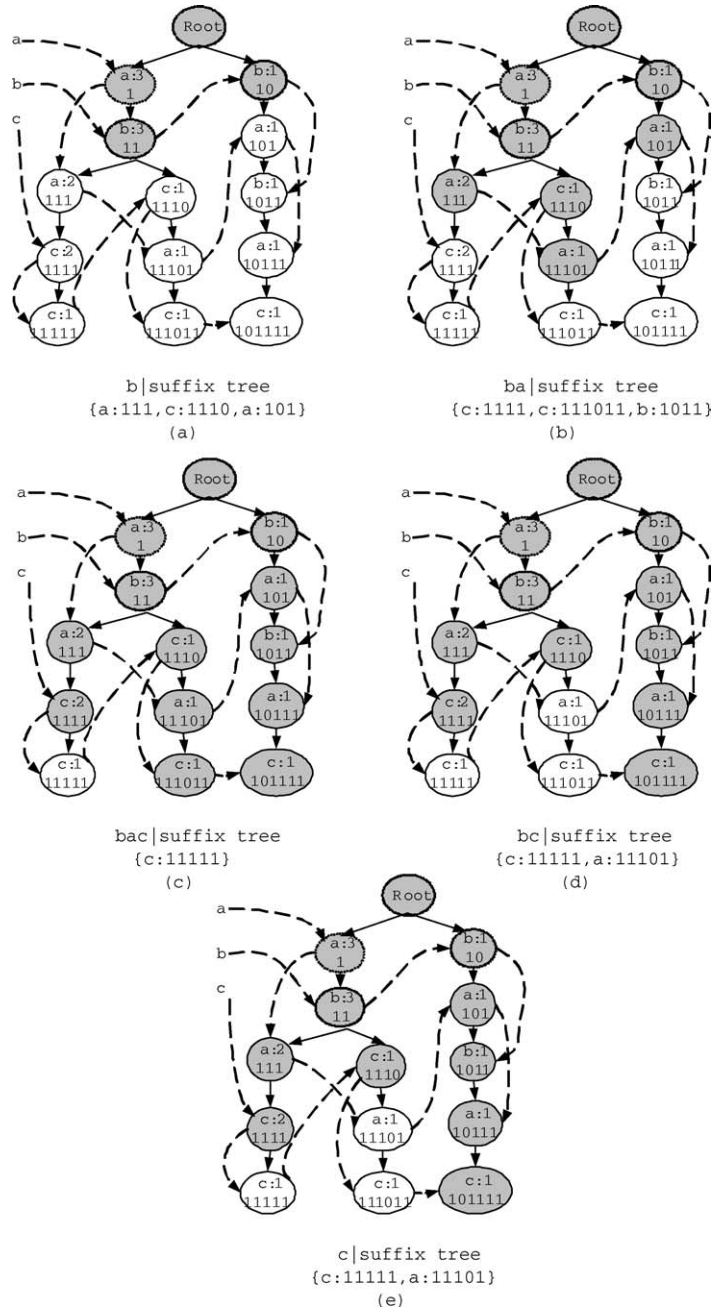 Root
a
a:3
1
b:1
10
b
b:3
11
a:1
101
c
a:2
111
c:1
1110
b:1
1011
c:2
1111
a:1
11101
a:1
10111
c:1
11111
c:1
111011
c:1
101111
b|suffix tree
{a:111,c:1110,a:101}
(a)
Root
a
a:3
1
b:1
10
b
b:3
11
a:1
101
c
a:2
111
c:1
1110
b:1
1011
c:2
1111
a:1
11101
a:1
10111
c:1
11111
c:1
111011
c:1
101111
ba|suffix tree
{c:1111,c:111011,b:1011}
(b)
Root
a
a:3
1
b:1
10
b
b:3
11
a:1
101
c
a:2
111
c:1
1110
b:1
1011
c:2
1111
a:1
11101
a:1
10111
c:1
11111
c:1
111011
c:1
101111
bac|suffix tree
{c:11111}
(c)
Root
a
a:3
1
b:1
10
b
b:3
11
a:1
101
c
a:2
111
c:1
1110
b:1
1011
c:2
1111
a:1
11101
a:1
10111
c:1
11111
c:1
111011
c:1
101111
bc|suffix tree
{c:11111,a:11101}
(d)
Root
a
a:3
1
b:1
10
b
b:3
11
a:1
101
c
a:2
111
c:1
1110
b:1
1011
c:2
1111
a:1
11101
a:1
10111
c:1
11111
c:1
111011
c:1
101111
c|suffix tree
{c:11111,a:11101}
(e)